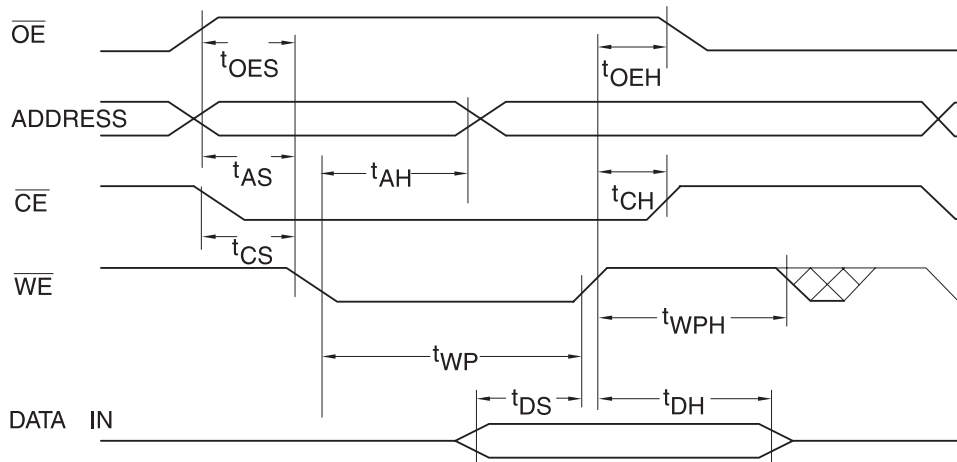 OE
tOES
tOEH
ADDRESS
tAS
tAH
CE
tCH
tCS
WE
tWPH
tWP
tDS
tDH
DATA IN